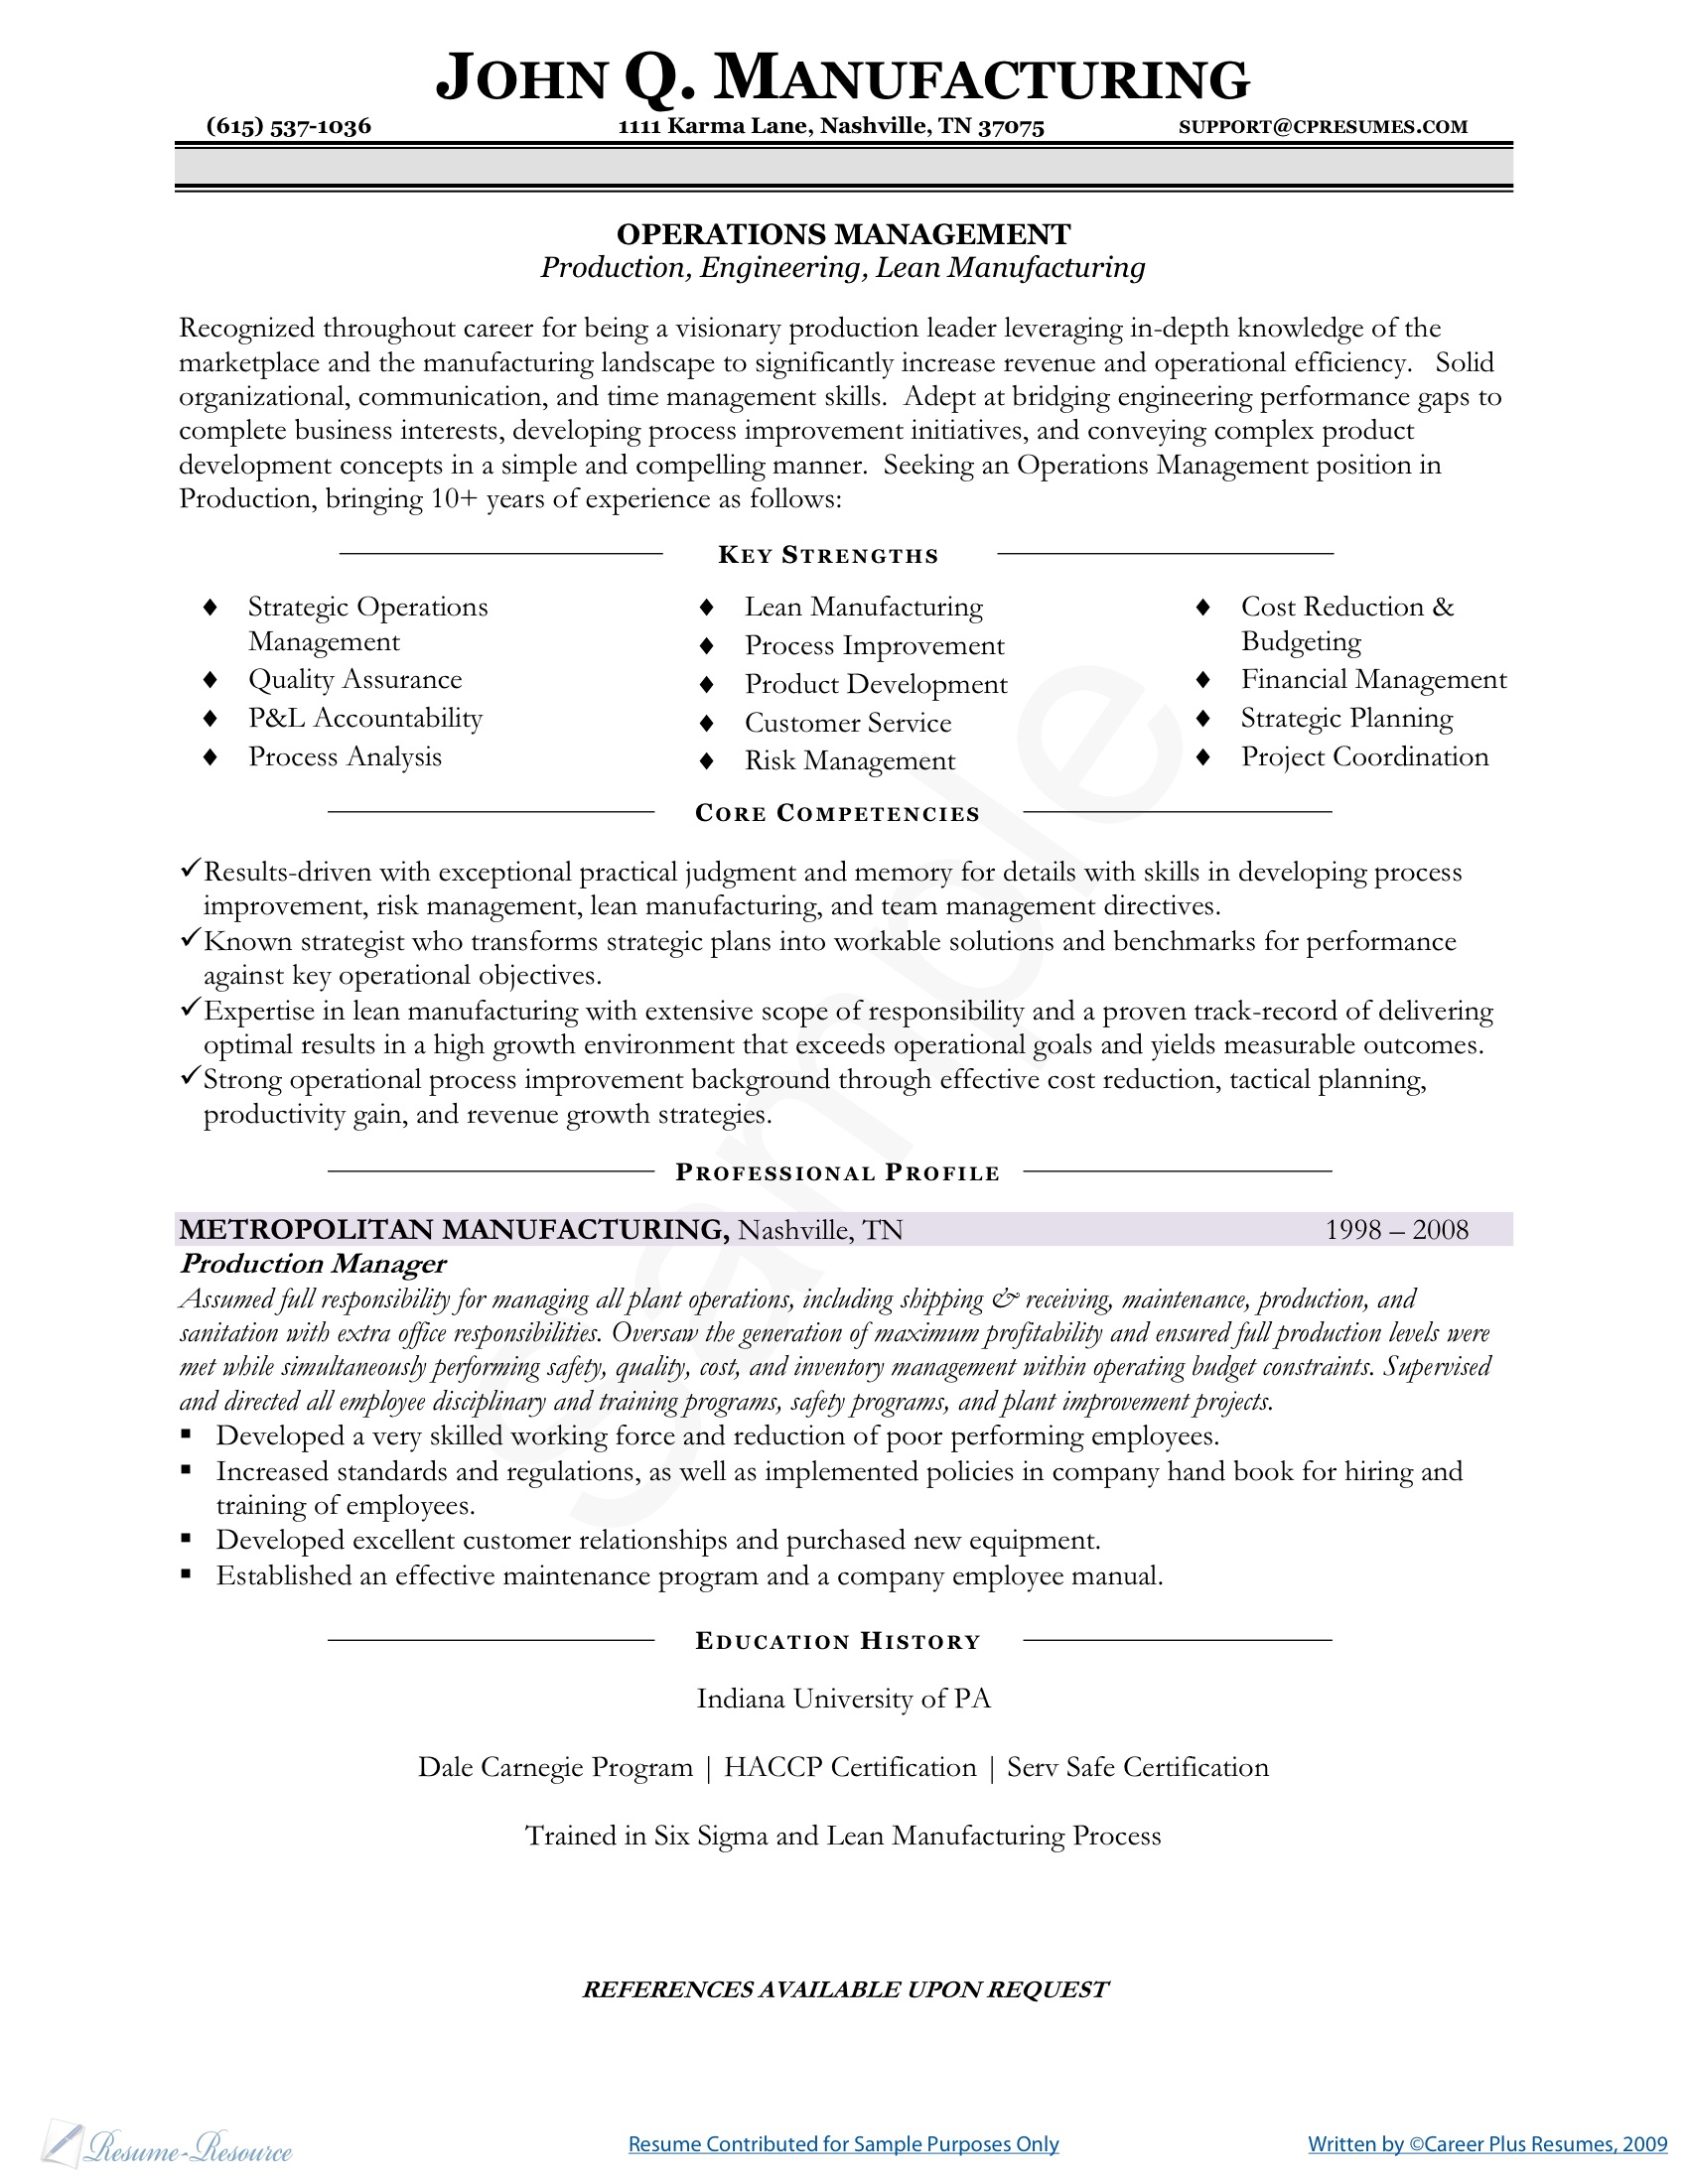 JOHN Q. MANUFACTURING
(615) 537-1036 1111 Karma Lane, Nashville, TN 37075 SUPPORT@CPRESUMES.COM
OPERATIONS MANAGEMENT
Production, Engineering, Lean Manufacturing
Recognized throughout career for being a visionary production leader leveraging in-depth knowledge of the
marketplace and the manufacturing landscape to significantly increase revenue and operational efficiency. Solid
organizational, communication, and time management skills. Adept at bridging engineering performance gaps to
complete business interests, developing process improvement initiatives, and conveying complex product
development concepts in a simple and compelling manner. Seeking an Operations Management position in
Production, bringing 10+ years of experience as follows:
KEY STRENGTHS
♦ Strategic Operations
Management
♦ Quality Assurance
♦ P&L Accountability
♦ Process Analysis
♦ Lean Manufacturing
♦ Process Improvement
♦ Product Development
♦ Customer Service
♦ Risk Management
♦ Cost Reduction &
Budgeting
♦ Financial Management
♦ Strategic Planning
♦ Project Coordination
CORE COMPETENCIES
✓Results-driven with exceptional practical judgment and memory for details with skills in developing process
improvement, risk management, lean manufacturing, and team management directives.
✓Known strategist who transforms strategic plans into workable solutions and benchmarks for performance
against key operational objectives.
✓Expertise in lean manufacturing with extensive scope of responsibility and a proven track-record of delivering
optimal results in a high growth environment that exceeds operational goals and yields measurable outcomes.
✓Strong operational process improvement background through effective cost reduction, tactical planning,
productivity gain, and revenue growth strategies.
PROFESSIONAL PROFILE
METROPOLITAN MANUFACTURING, Nashville, TN 1998 – 2008
Production Manager
Assumed full responsibility for managing all plant operations, including shipping & receiving, maintenance, production, and
sanitation with extra office responsibilities. Oversaw the generation of maximum profitability and ensured full production levels were
met while simultaneously performing safety, quality, cost, and inventory management within operating budget constraints. Supervised
and directed all employee disciplinary and training programs, safety programs, and plant improvement projects.
▪ Developed a very skilled working force and reduction of poor performing employees.
▪ Increased standards and regulations, as well as implemented policies in company hand book for hiring and
training of employees.
▪ Developed excellent customer relationships and purchased new equipment.
▪ Established an effective maintenance program and a company employee manual.
EDUCATION HISTORY
Indiana University of PA
Dale Carnegie Program | HACCP Certification | Serv Safe Certification
Trained in Six Sigma and Lean Manufacturing Process
REFERENCES AVAILABLE UPON REQUEST
Sample
Resume-Resource Resume Contributed for Sample Purposes Only Written by ©Career Plus Resumes, 2009